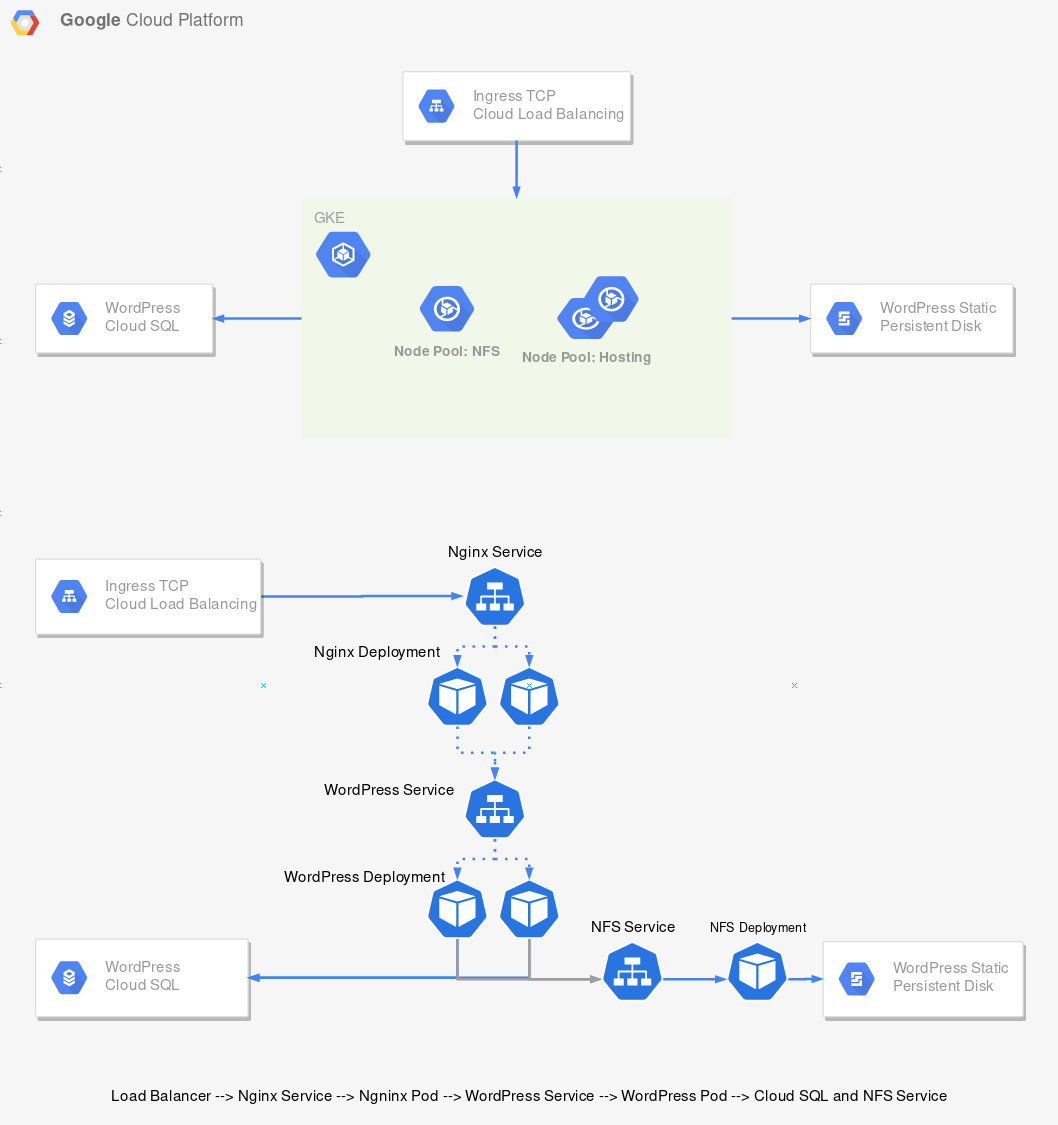 Google Cloud Platform
Ingress TCP
Cloud Load Balancing
GKE
WordPress
Cloud SQL
WordPress Static
Persistent Disk
Node Pool: NFS
Node Pool: Hosting
Nginx Service
Ingress TCP
Cloud Load Balancing
Nginx Deployment
WordPress Service
WordPress Deployment
NFS Service
NFS Deployment
WordPress
Cloud SQL
WordPress Static
Persistent Disk
Load Balancer --> Nginx Service --> Ngninx Pod --> WordPress Service --> WordPress Pod --> Cloud SQL and NFS Service